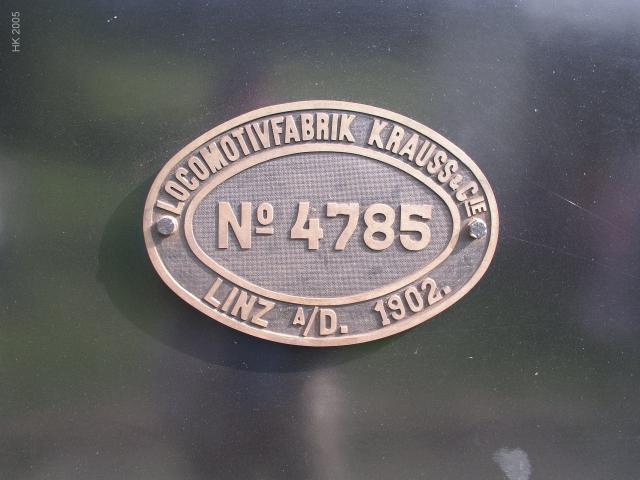 LOCOMOTIVFABRIK KRAUSS & CIE
No 4785
LINZ A/D. 1902.
HK 2005